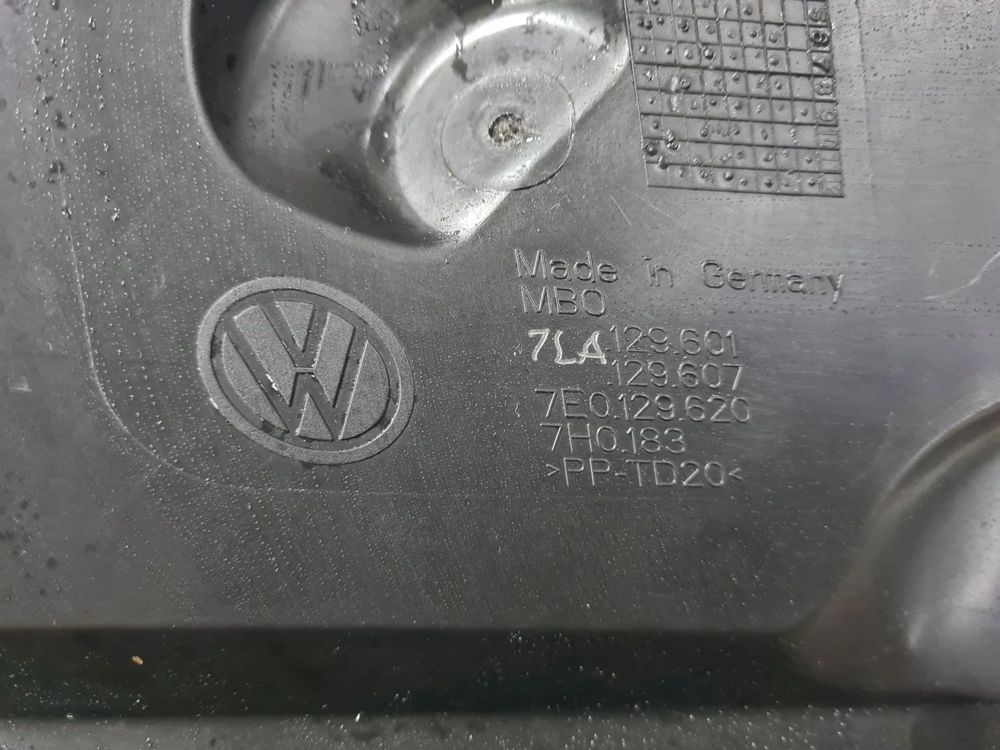 Made in Germany
MBO
7LA.129.601
.129.607
7E0.129.620
7H0.183
>PP-TD20<